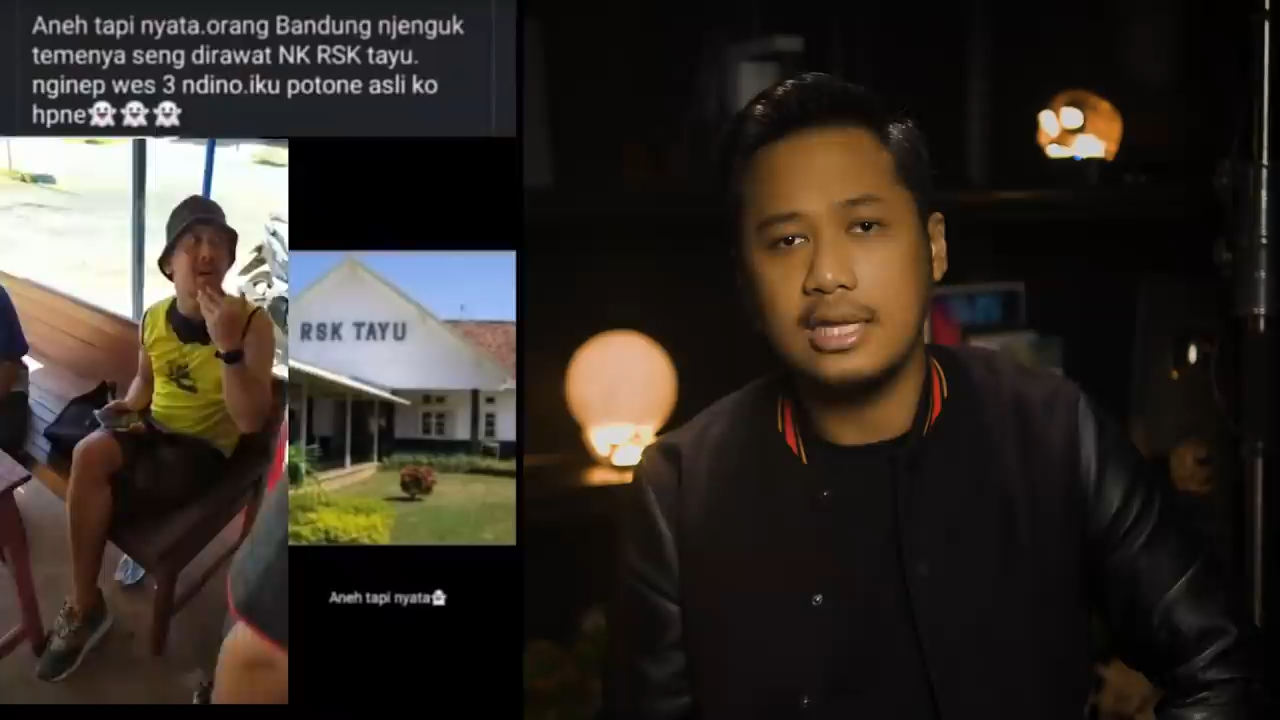 Aneh tapi nyata.orang Bandung njenguk
temenya seng dirawat NK RSK tayu.
nginep wes 3 ndino.iku potone asli ko
hpne👻👻👻
RSK TAYU
Aneh tapi nyata👻